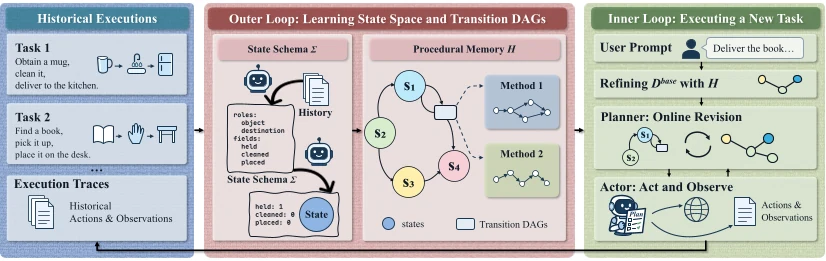 Historical Executions
Task 1
Obtain a mug,
clean it,
deliver to the kitchen.
Task 2
Find a book,
pick it up,
place it on the desk.
...
Execution Traces
Historical
Actions & Observations
Outer Loop: Learning State Space and Transition DAGs
State Schema Σ
History
roles:
object
destination
fields:
held
cleaned
placed
State Schema Σ
held: 1
cleaned: 0
placed: 0
State
Procedural Memory H
S1
S2
S3
S4
Method 1
Method 2
states
Transition DAGs
Inner Loop: Executing a New Task
User Prompt
Deliver the book...
Refining D^base with H
Planner: Online Revision
S1
S2
Actor: Act and Observe
Plan
Actions &
Observations